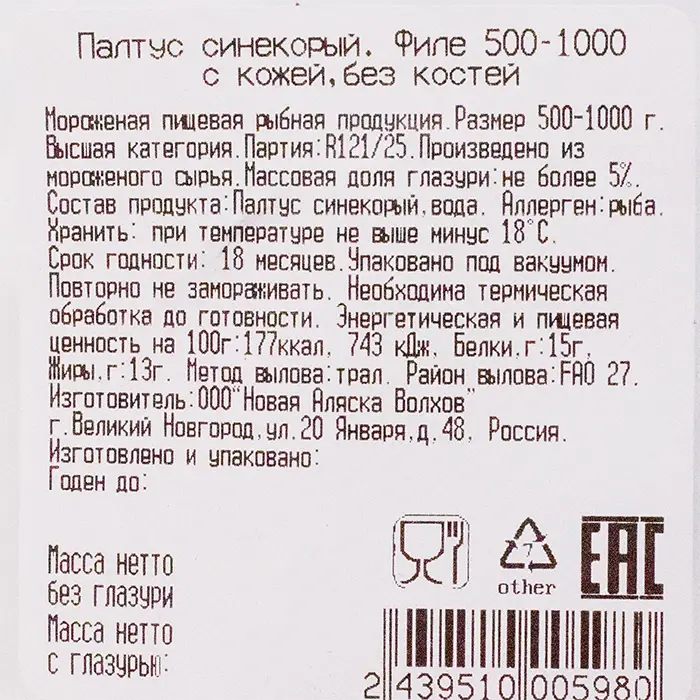 Палтус синекорый. Филе 500-1000
с кожей,без костей
Мороженая пищевая рыбная продукция.Размер 500-1000 г.
Высшая категория.Партия:R121/25.Произведено из
мороженого сырья.Массовая доля глазури:не более 5%.
Состав продукта:Палтус синекорый,вода. Аллерген:рыба.
Хранить: при температуре не выше минус 18°С.
Срок годности: 18 месяцев.Упаковано под вакуумом.
Повторно не замораживать. Необходима термическая
обработка до готовности. Энергетическая и пищевая
ценность на 100г:177ккал, 743 кДж, Белки,г:15г,
Жиры,г:13г. Метод вылова:трал. Район вылова:FAO 27.
Изготовитель:ООО"Новая Аляска Волхов"
г.Великий Новгород,ул.20 Января,д.48, Россия.
Изготовлено и упаковано:
Годен до:
Масса нетто
без глазури
Масса нетто
с глазурью:
7
other
EAC
2 439510 005980